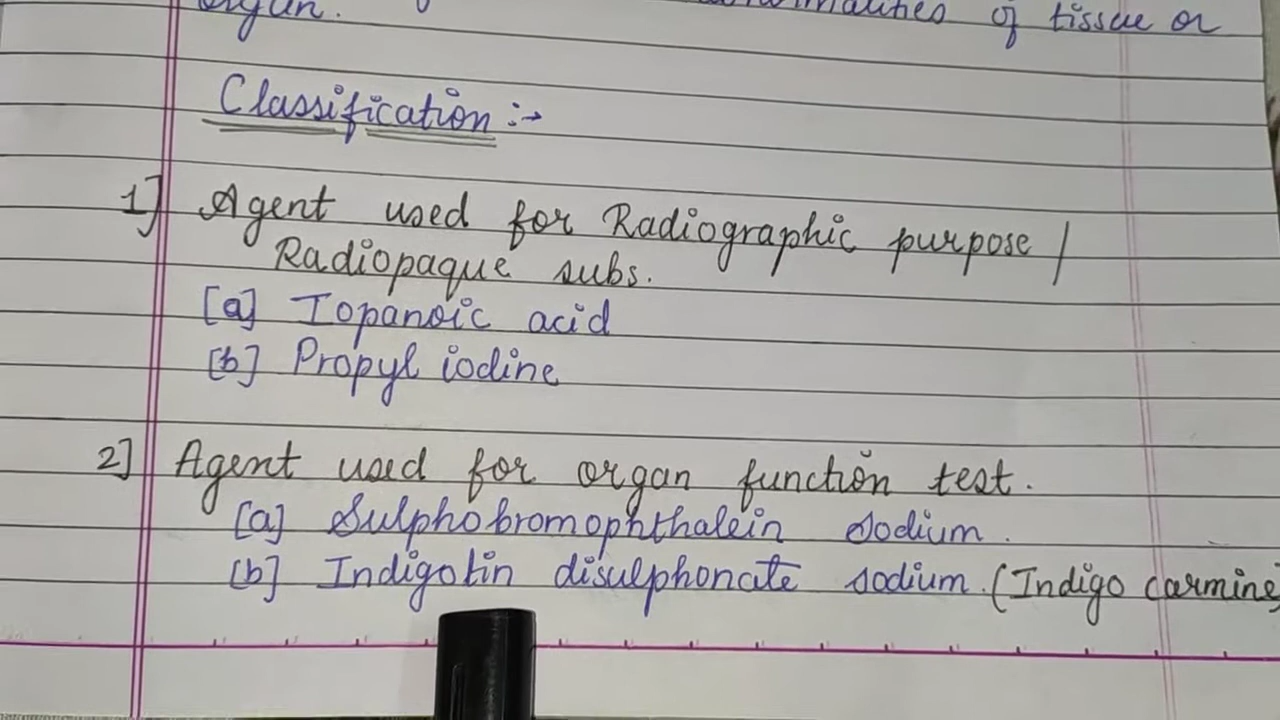 organ. of tissue or
Classification :→
1] Agent used for Radiographic purpose /
Radiopaque subs.
[a] Iopanoic acid
[b] Propyl iodine
2] Agent used for organ function test.
[a] Sulphobromophthalein sodium.
[b] Indigotin disulphonate sodium. (Indigo carmine)